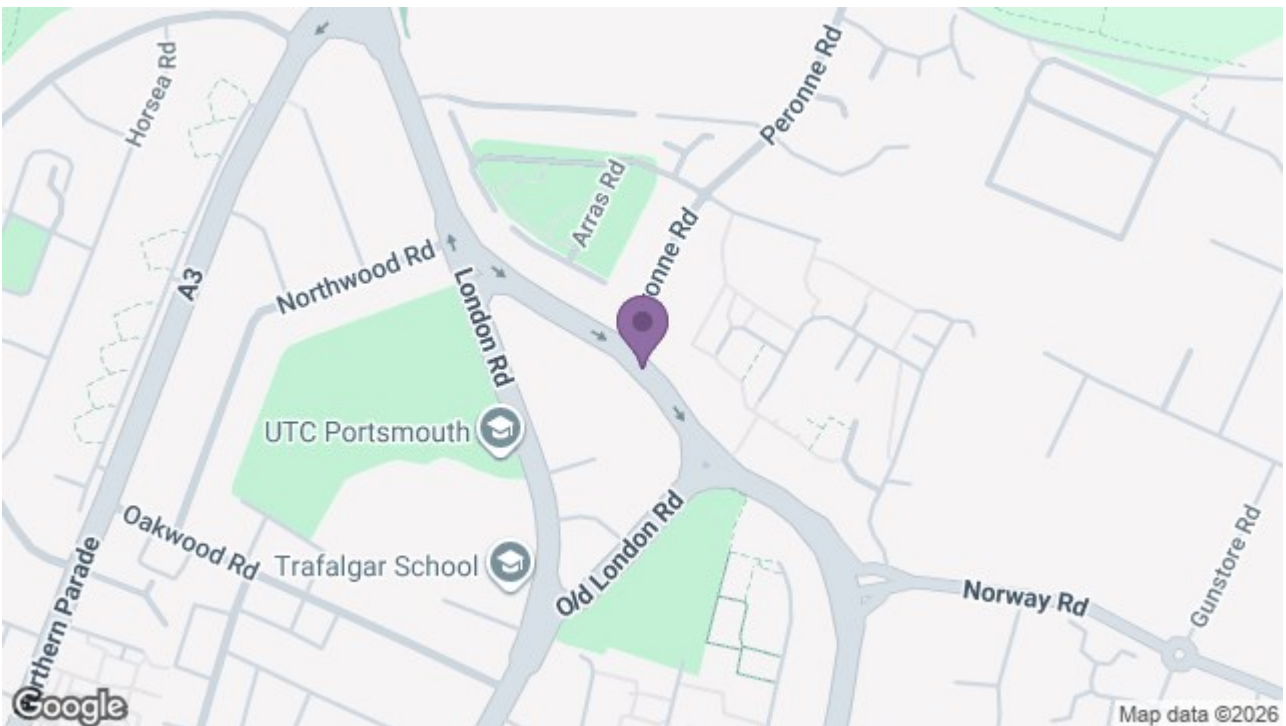 Horsea Rd
Peronne Rd
Arras Rd
onne Rd
A3
Northwood Rd
London Rd
UTC Portsmouth
Oakwood Rd
Trafalgar School
Old London Rd
Norway Rd
Gunstore Rd
rthern Parade
Google
Map data ©2026